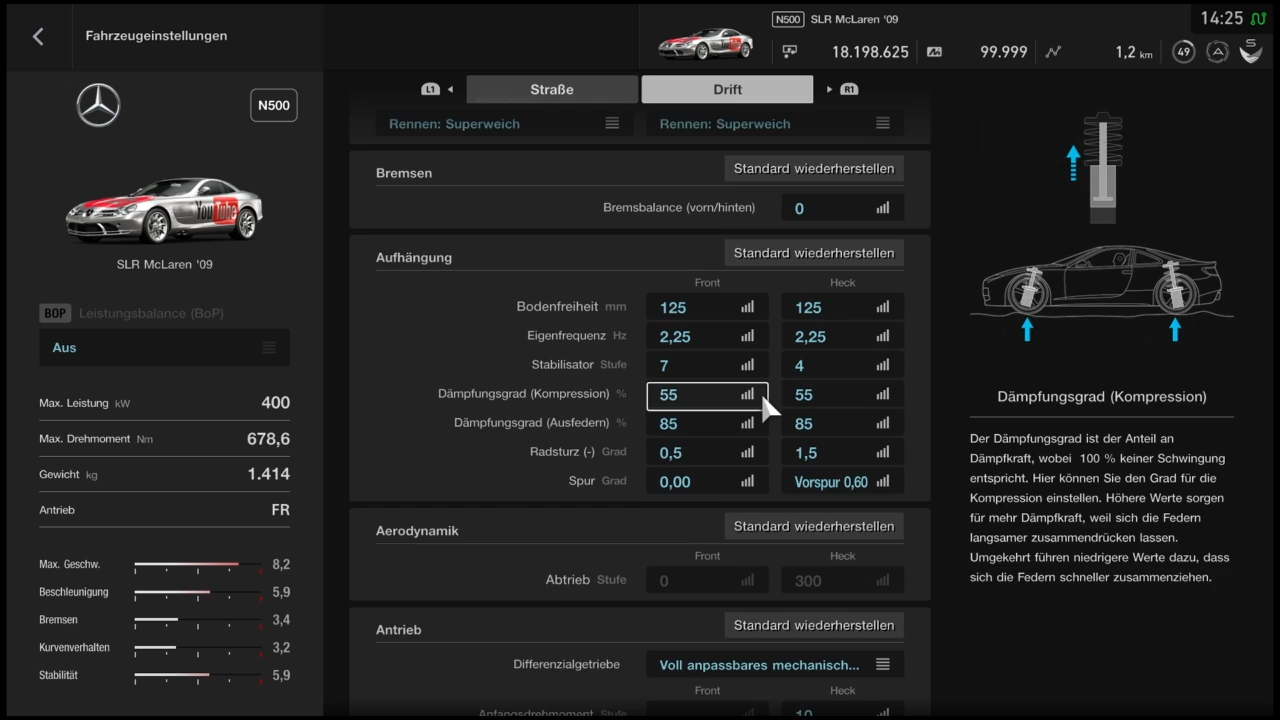 Fahrzeugeinstellungen
N500 SLR McLaren '09
14:25
18.198.625 99.999 1,2 km 49
N500
L1 Straße Drift R1
Rennen: Superweich Rennen: Superweich
Bremsen Standard wiederherstellen
Bremsbalance (vorn/hinten) 0
YouTube
SLR McLaren '09
BOP Leistungsbalance (BoP)
Aus
Max. Leistung kW 400
Max. Drehmoment Nm 678,6
Gewicht kg 1.414
Antrieb FR
Max. Geschw. 8,2
Beschleunigung 5,9
Bremsen 3,4
Kurvenverhalten 3,2
Stabilität 5,9
Aufhängung Standard wiederherstellen
Front Heck
Bodenfreiheit mm 125 125
Eigenfrequenz Hz 2,25 2,25
Stabilisator Stufe 7 4
Dämpfungsgrad (Kompression) % 55 55
Dämpfungsgrad (Ausfedern) % 85 85
Radsturz (-) Grad 0,5 1,5
Spur Grad 0,00 Vorspur 0,60
Aerodynamik Standard wiederherstellen
Front Heck
Abtrieb Stufe 0 300
Antrieb Standard wiederherstellen
Differenzialgetriebe Voll anpassbares mechanisch...
Front Heck
Anfangsdrehmoment Stufe 10
Dämpfungsgrad (Kompression)
Der Dämpfungsgrad ist der Anteil an
Dämpfkraft, wobei 100 % keiner Schwingung
entspricht. Hier können Sie den Grad für die
Kompression einstellen. Höhere Werte sorgen
für mehr Dämpfkraft, weil sich die Federn
langsamer zusammendrücken lassen.
Umgekehrt führen niedrigere Werte dazu, dass
sich die Federn schneller zusammenziehen.